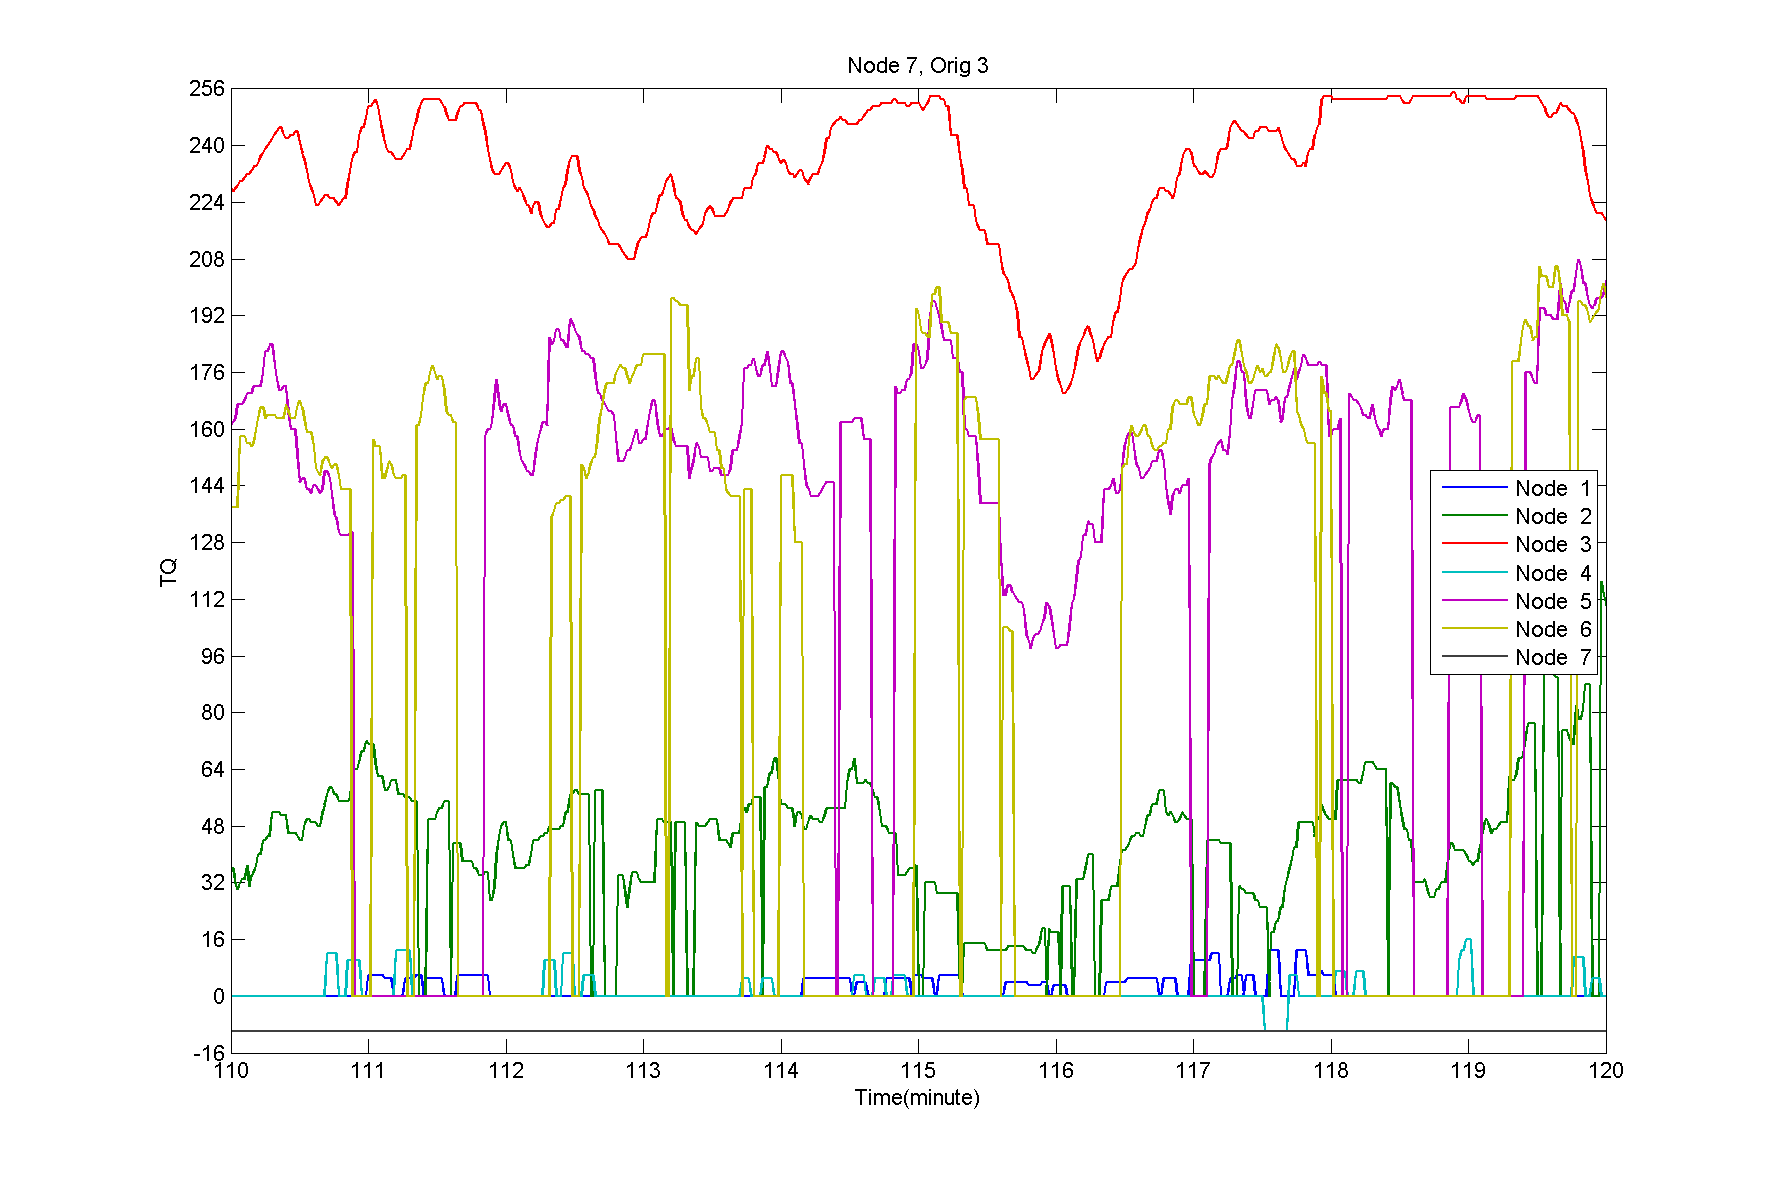 Node 7, Orig 3
256
240
224
208
192
176
160
144
128
112
96
80
64
48
32
16
0
-16
TQ
Node 1
Node 2
Node 3
Node 4
Node 5
Node 6
Node 7
110 111 112 113 114 115 116 117 118 119 120
Time(minute)